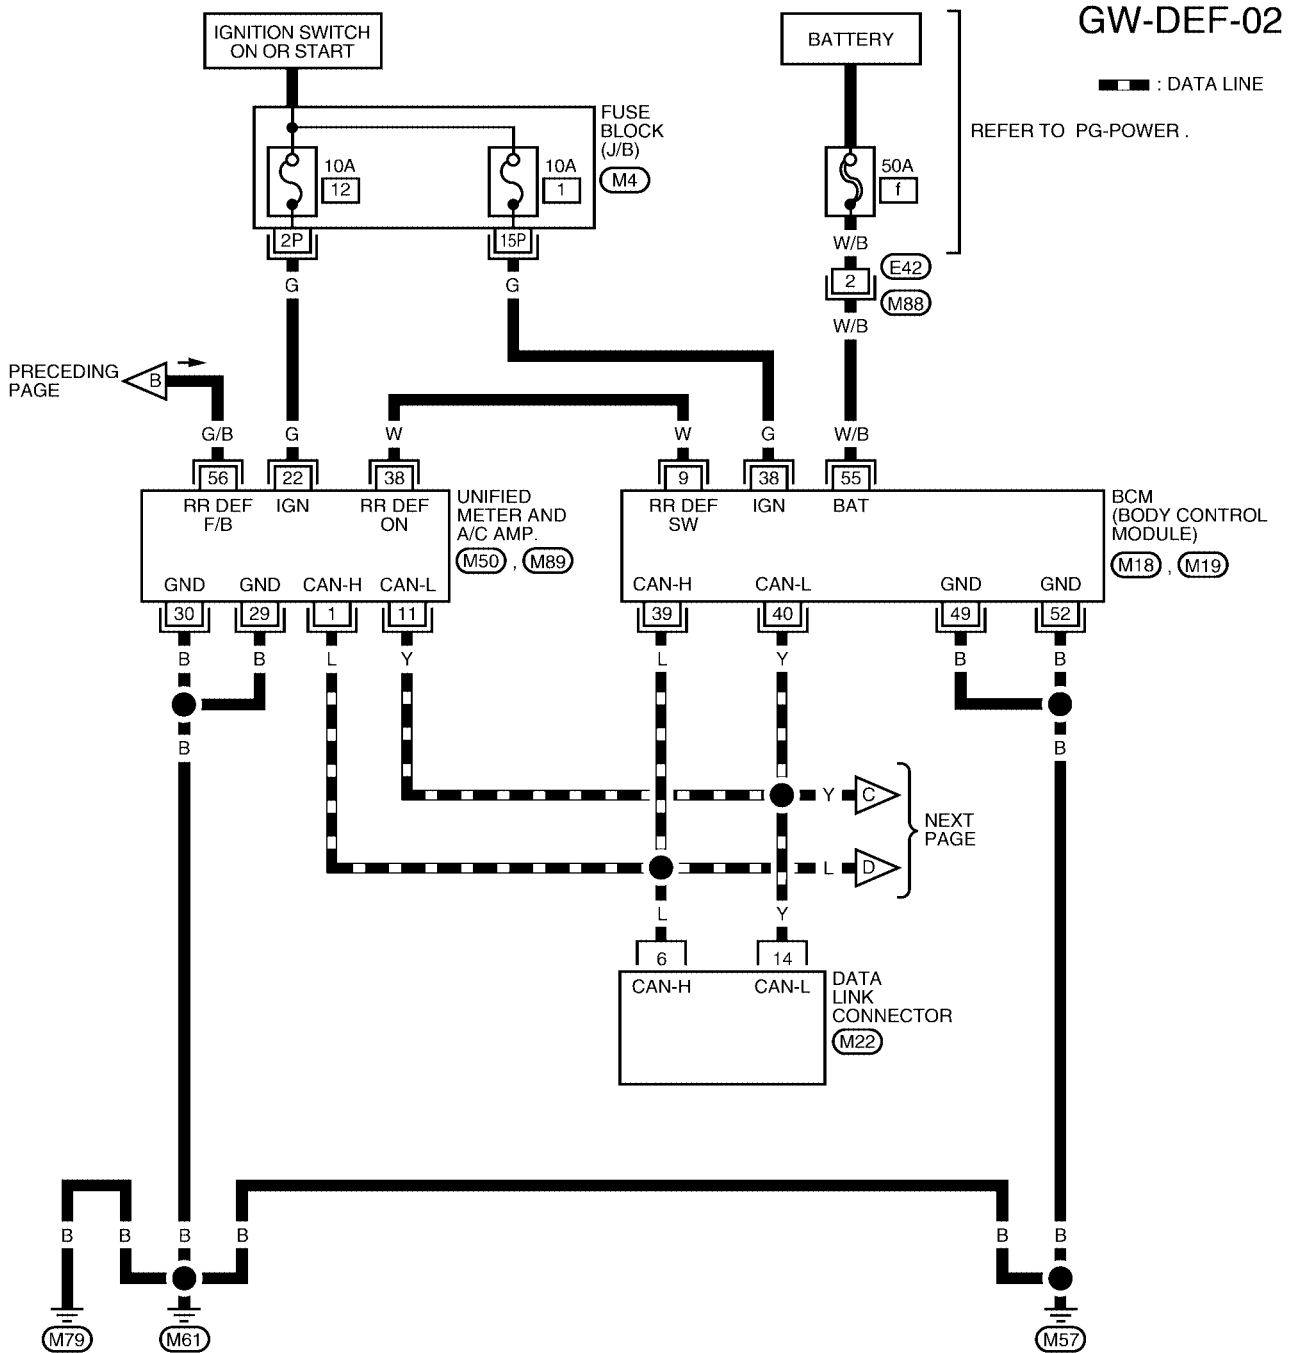 GW-DEF-02
IGNITION SWITCH
ON OR START
BATTERY
: DATA LINE
FUSE
BLOCK
(J/B)
M4
REFER TO PG-POWER .
10A
12
10A
1
50A
f
2P
15P
W/B
E42
2
M88
G
G
W/B
PRECEDING
PAGE
B
G/B
G
W
W
G
W/B
56
22
38
9
38
55
RR DEF
F/B
IGN
RR DEF
ON
UNIFIED
METER AND
A/C AMP.
M50 , M89
RR DEF
SW
IGN
BAT
BCM
(BODY CONTROL
MODULE)
M18 , M19
GND
GND
CAN-H
CAN-L
CAN-H
CAN-L
GND
GND
30
29
1
11
39
40
49
52
B
B
L
Y
L
Y
B
B
B
B
Y
C
NEXT
PAGE
L
D
L
Y
6
14
CAN-H
CAN-L
DATA
LINK
CONNECTOR
M22
B
B
B
B
B
B
M79
M61
M57